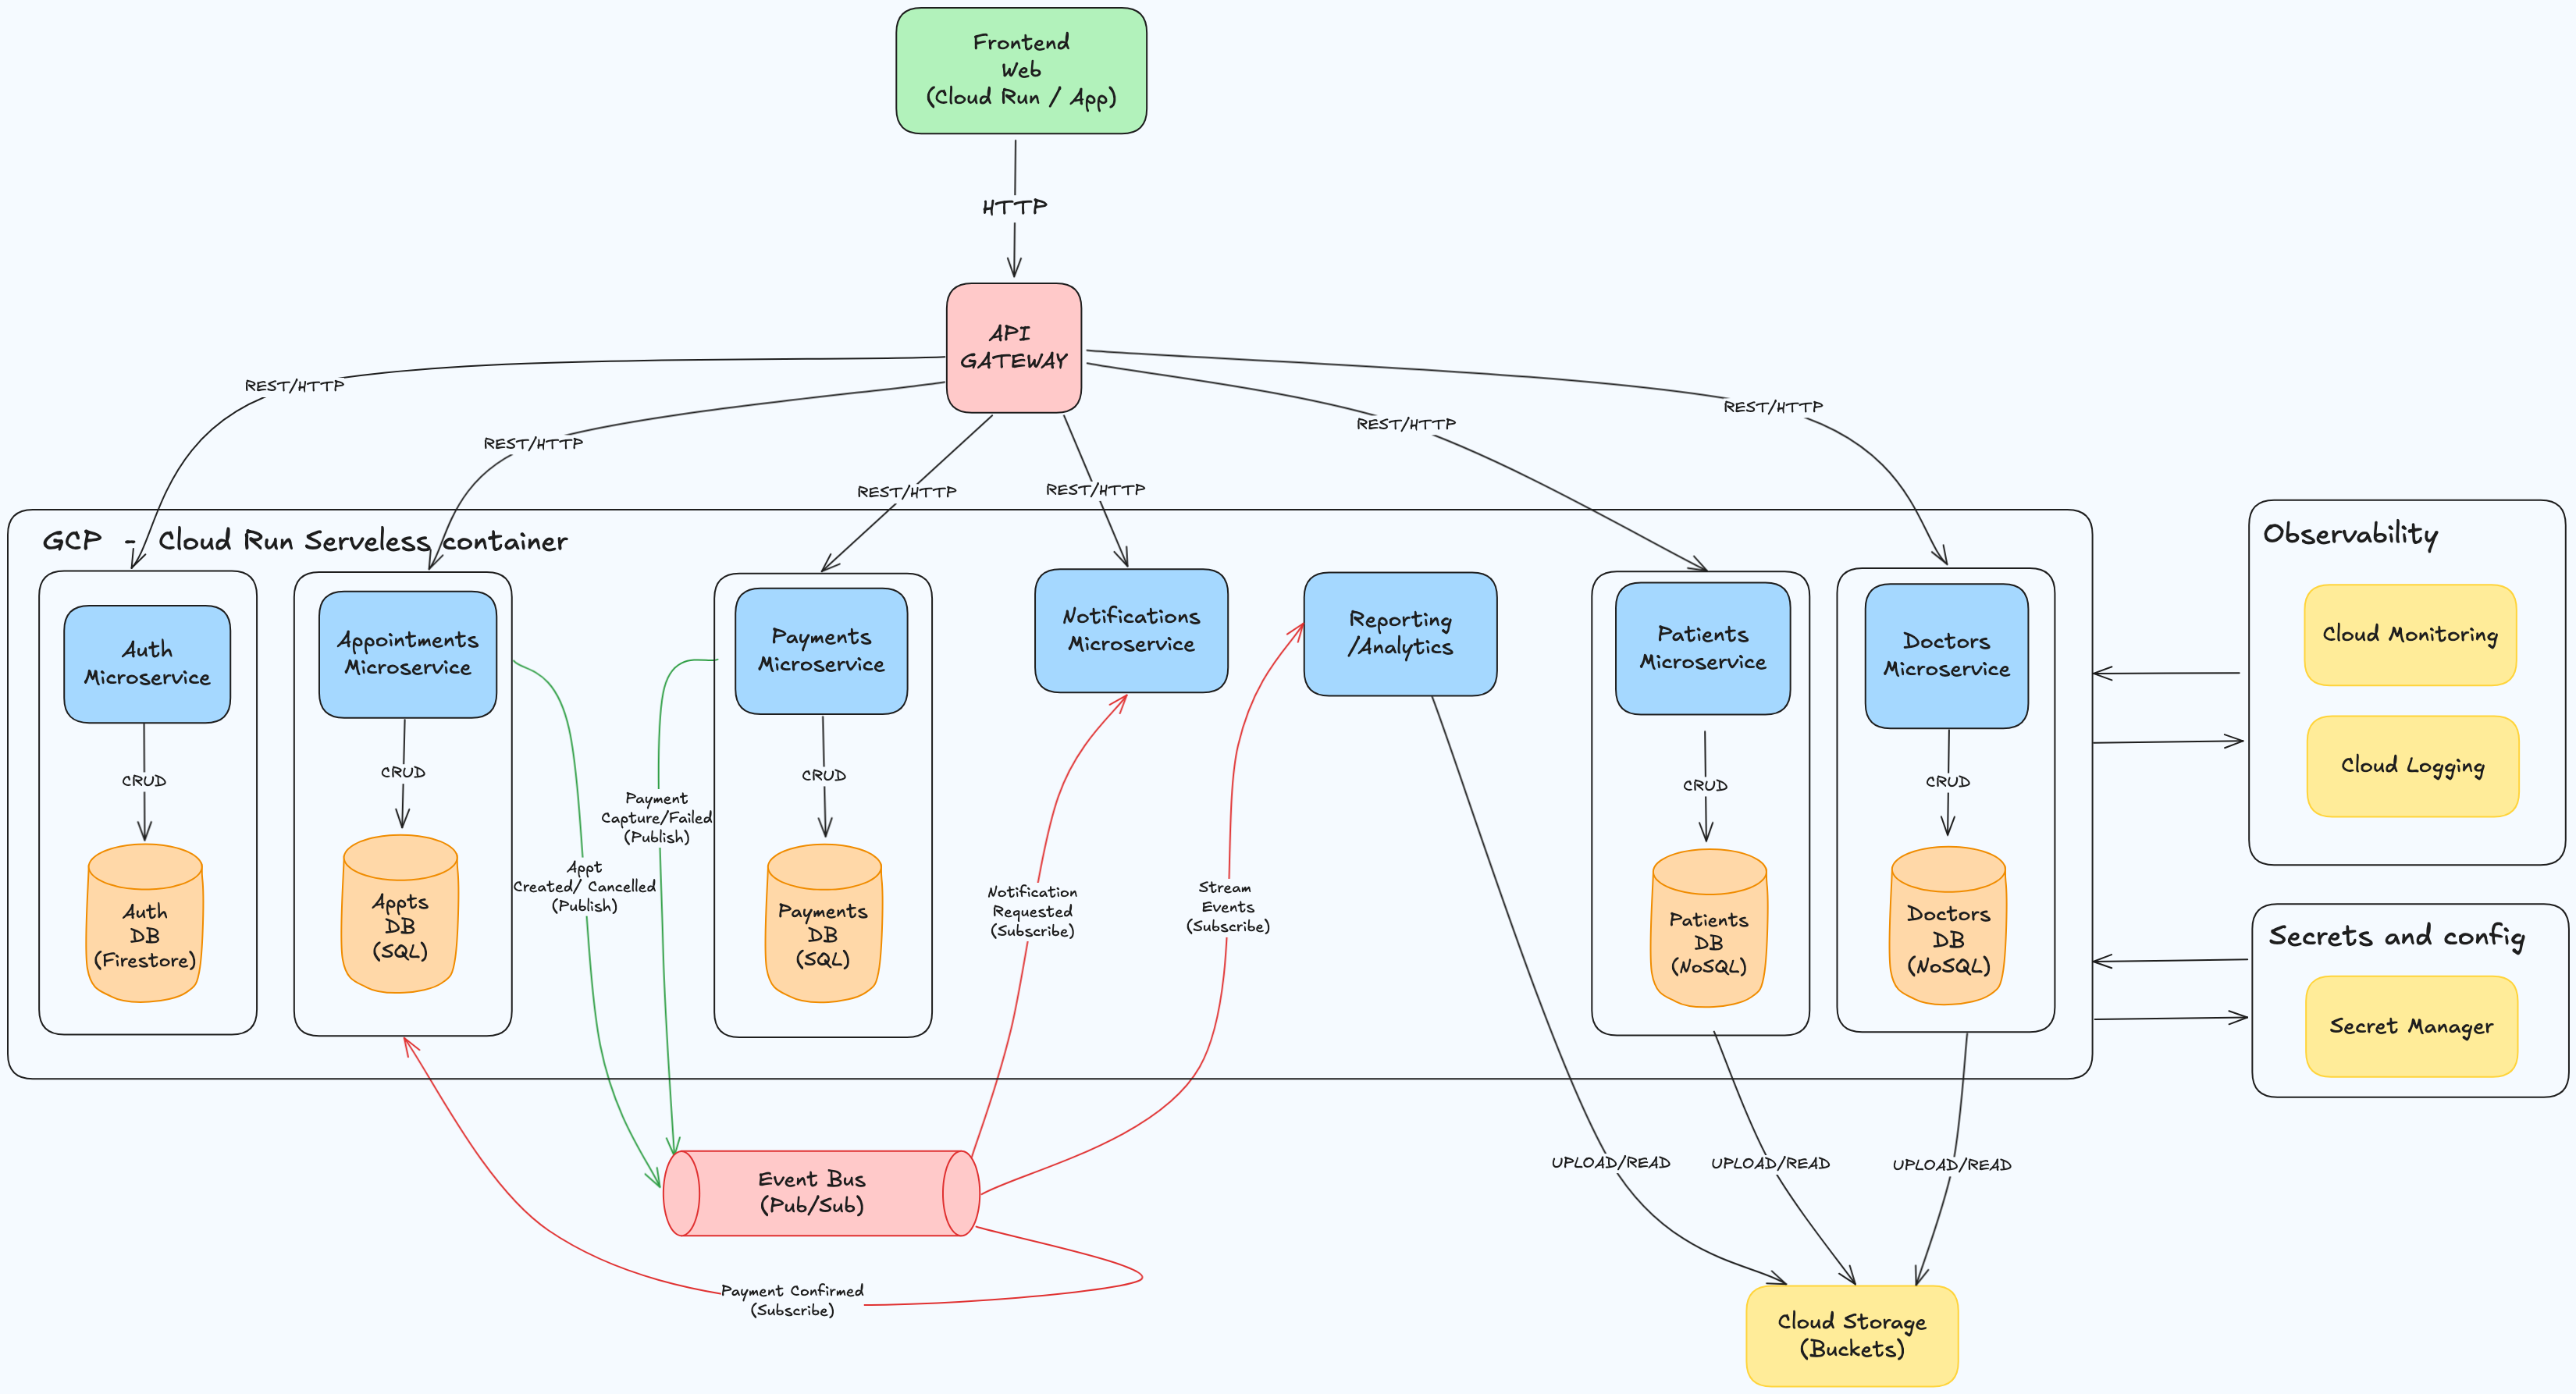 Frontend
Web
(Cloud Run / App)
HTTP
API
GATEWAY
REST/HTTP
REST/HTTP
REST/HTTP
REST/HTTP
REST/HTTP
REST/HTTP
GCP - Cloud Run Serveless container
Auth
Microservice
CRUD
Auth
DB
(Firestore)
Appointments
Microservice
CRUD
Appts
DB
(SQL)
Appt
Created/ Cancelled
(Publish)
Payment
Capture/Failed
(Publish)
Payments
Microservice
CRUD
Payments
DB
(SQL)
Notifications
Microservice
Notification
Requested
(Subscribe)
Reporting
/Analytics
Stream
Events
(Subscribe)
Patients
Microservice
CRUD
Patients
DB
(NoSQL)
Doctors
Microservice
CRUD
Doctors
DB
(NoSQL)
Observability
Cloud Monitoring
Cloud Logging
Secrets and config
Secret Manager
Event Bus
(Pub/Sub)
Payment Confirmed
(Subscribe)
UPLOAD/READ
UPLOAD/READ
UPLOAD/READ
Cloud Storage
(Buckets)